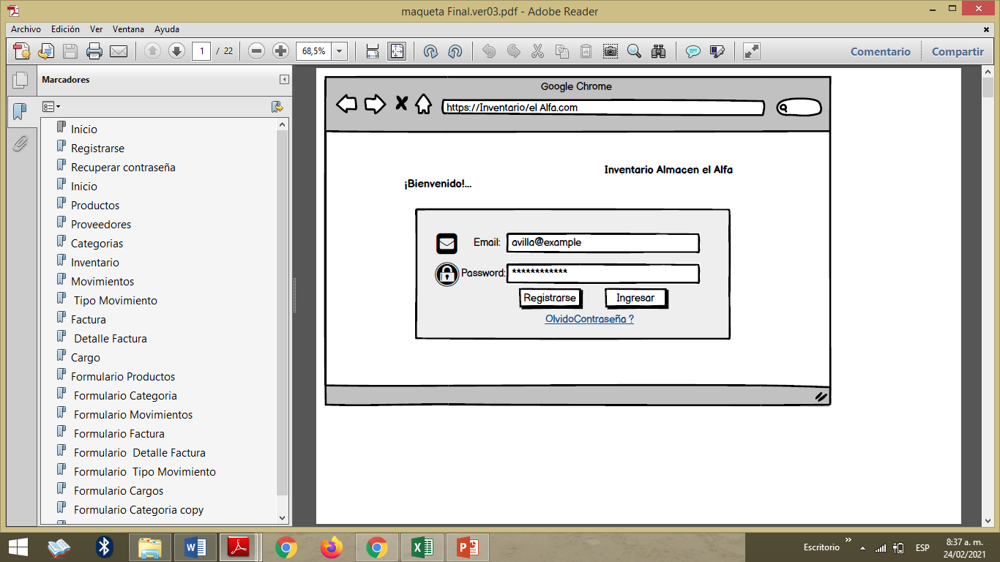 maqueta Final.ver03.pdf - Adobe Reader
Archivo Edición Ver Ventana Ayuda
1 / 22 68,5% Comentario Compartir
Marcadores
Inicio
Registrarse
Recuperar contraseña
Inicio
Productos
Proveedores
Categorias
Inventario
Movimientos
Tipo Movimiento
Factura
Detalle Factura
Cargo
Formulario Productos
Formulario Categoria
Formulario Movimientos
Formulario Factura
Formulario Detalle Factura
Formulario Tipo Movimiento
Formulario Cargos
Formulario Categoria copy
Google Chrome
https://Inventario/el Alfa.com
Inventario Almacen el Alfa
¡Bienvenido!...
Email: avilla@example
Password: ************
Registrarse Ingresar
OlvidoContraseña ?
Escritorio » ESP 8:37 a. m.
24/02/2021